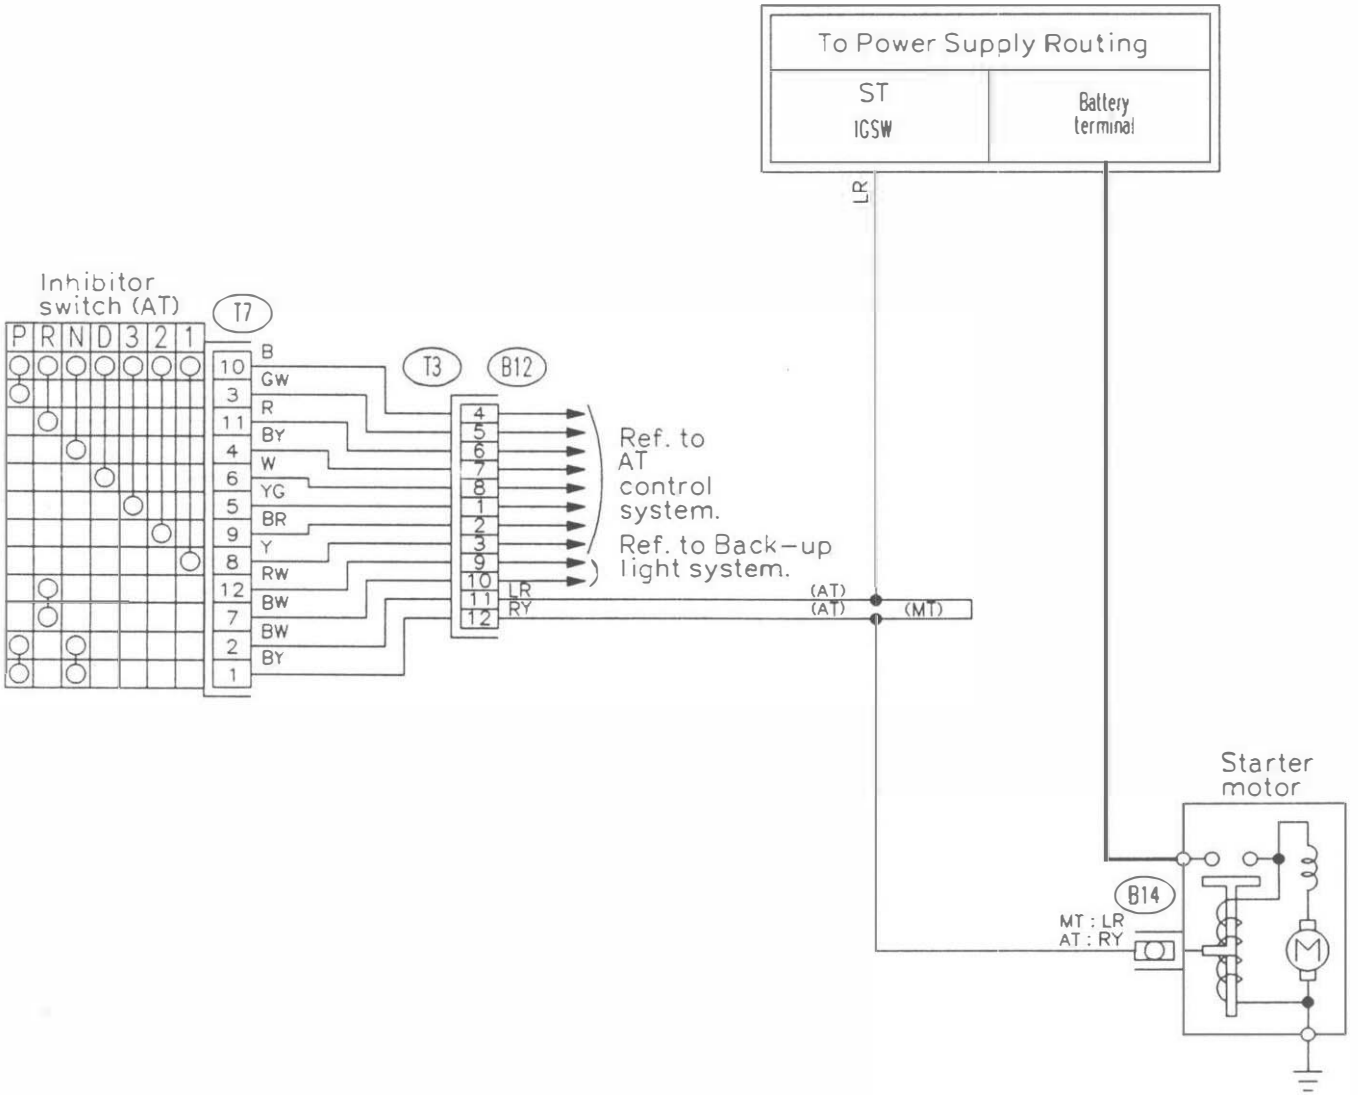 To Power Supply Routing
ST
IGSW
Battery
terminal
LR
Inhibitor
switch (AT)
T7
P R N D 3 2 1
10 B
3 GW
11 R
4 BY
6 W
5 YG
9 BR
8 Y
12 RW
7 BW
2 BW
1 BY
T3
B12
4
5
6
7
8
1
2
3
9
10
11 LR
12 RY
Ref. to
AT
control
system.
Ref. to Back-up
light system.
(AT)
(AT)
(MT)
Starter
motor
B14
MT : LR
AT : RY
M